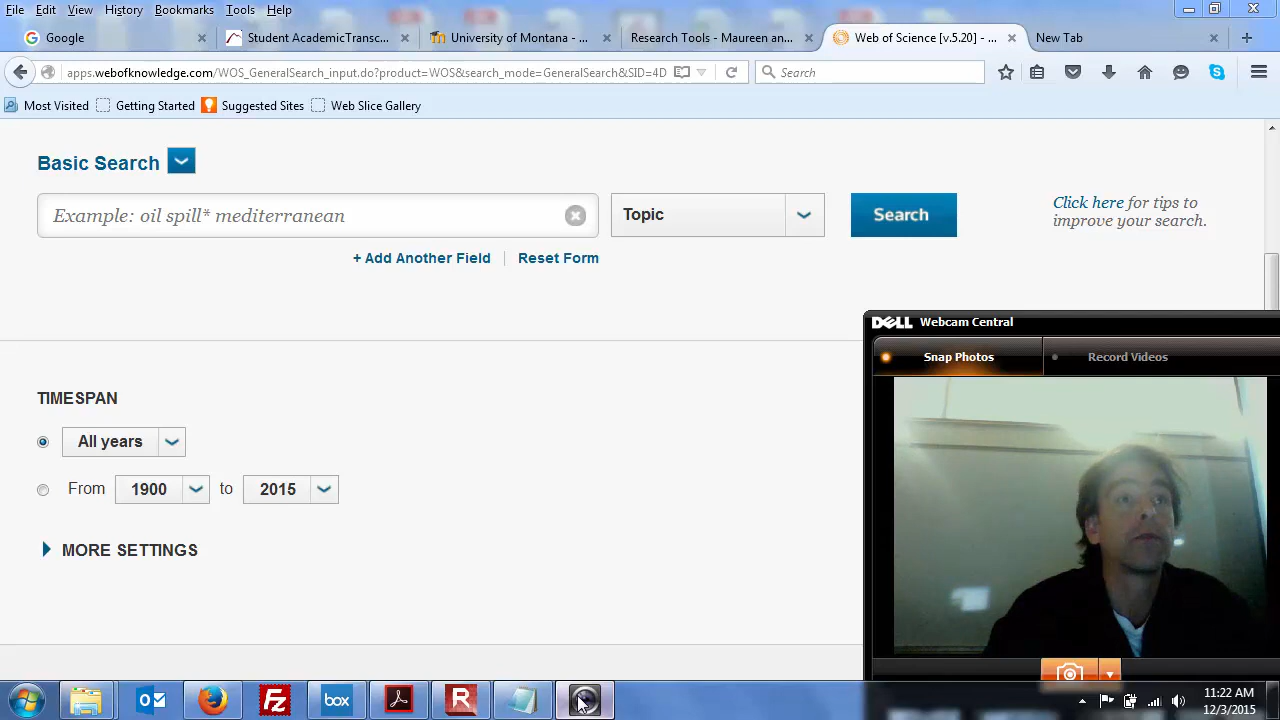 File Edit View History Bookmarks Tools Help
Google Student AcademicTransc... University of Montana - ... Research Tools - Maureen an... Web of Science [v.5.20] - ... New Tab
apps.webofknowledge.com/WOS_GeneralSearch_input.do?product=WOS&search_mode=GeneralSearch&SID=4D Search
Most Visited Getting Started Suggested Sites Web Slice Gallery
Basic Search
Example: oil spill* mediterranean Topic Search
Click here for tips to
improve your search.
+ Add Another Field Reset Form
TIMESPAN
All years
From 1900 to 2015
MORE SETTINGS
DELL Webcam Central
Snap Photos Record Videos
box
11:22 AM
12/3/2015